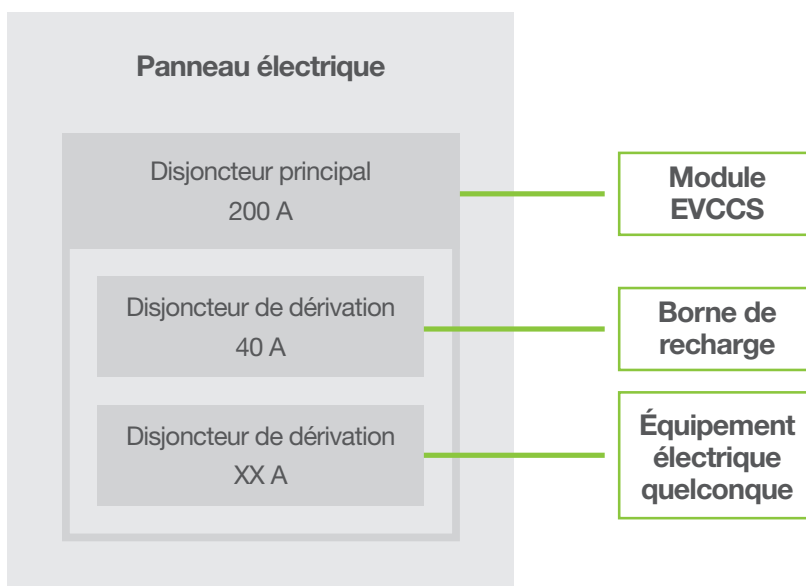 Panneau électrique
Disjoncteur principal
200 A
Module
EVCCS
Disjoncteur de dérivation
40 A
Borne de
recharge
Disjoncteur de dérivation
XX A
Équipement
électrique
quelconque